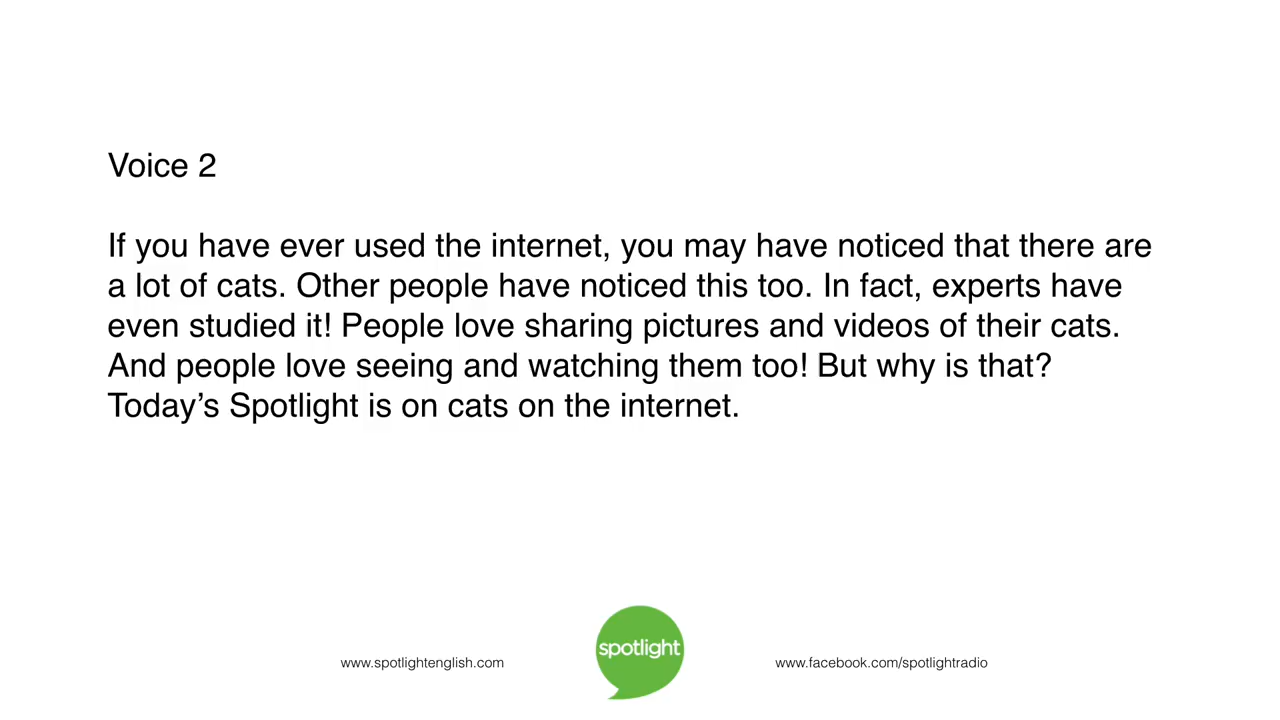 Voice 2
If you have ever used the internet, you may have noticed that there are
a lot of cats. Other people have noticed this too. In fact, experts have
even studied it! People love sharing pictures and videos of their cats.
And people love seeing and watching them too! But why is that?
Today’s Spotlight is on cats on the internet.
www.spotlightenglish.com
spotlight
www.facebook.com/spotlightradio